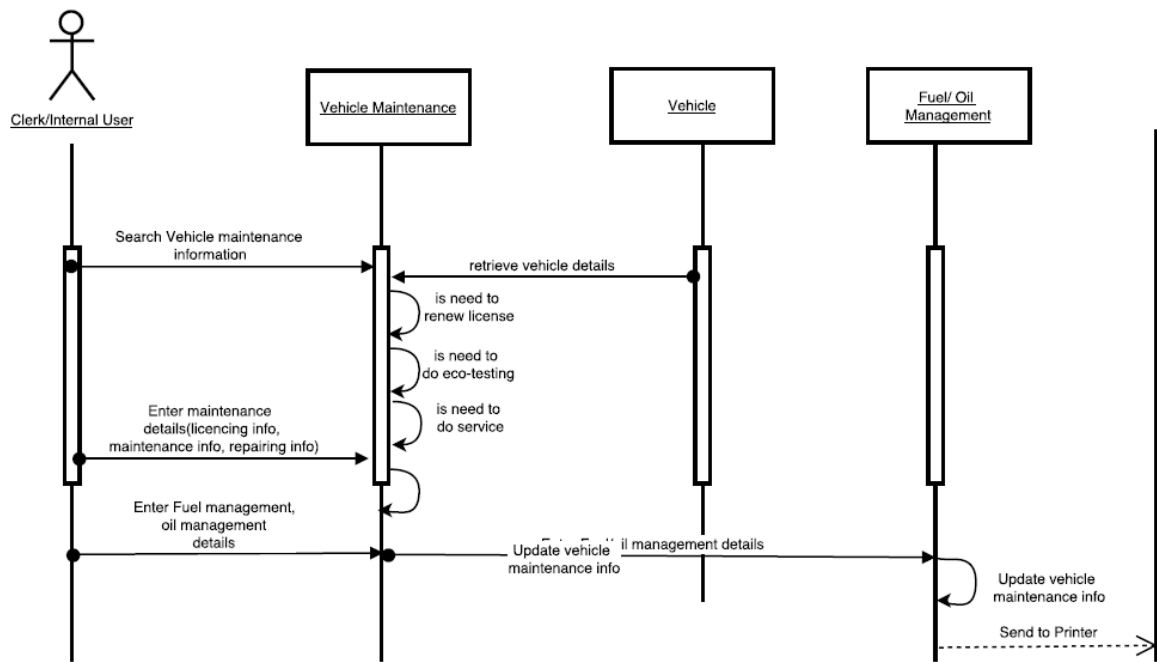 Clerk/Internal User
Vehicle Maintenance
Vehicle
Fuel/ Oil
Management
Search Vehicle maintenance
information
retrieve vehicle details
is need to
renew license
is need to
do eco-testing
is need to
do service
Enter maintenance
details(licencing info,
maintenance info, repairing info)
Enter Fuel management,
oil management
details
management details
Update vehicle
maintenance info
Update vehicle
maintenance info
Send to Printer